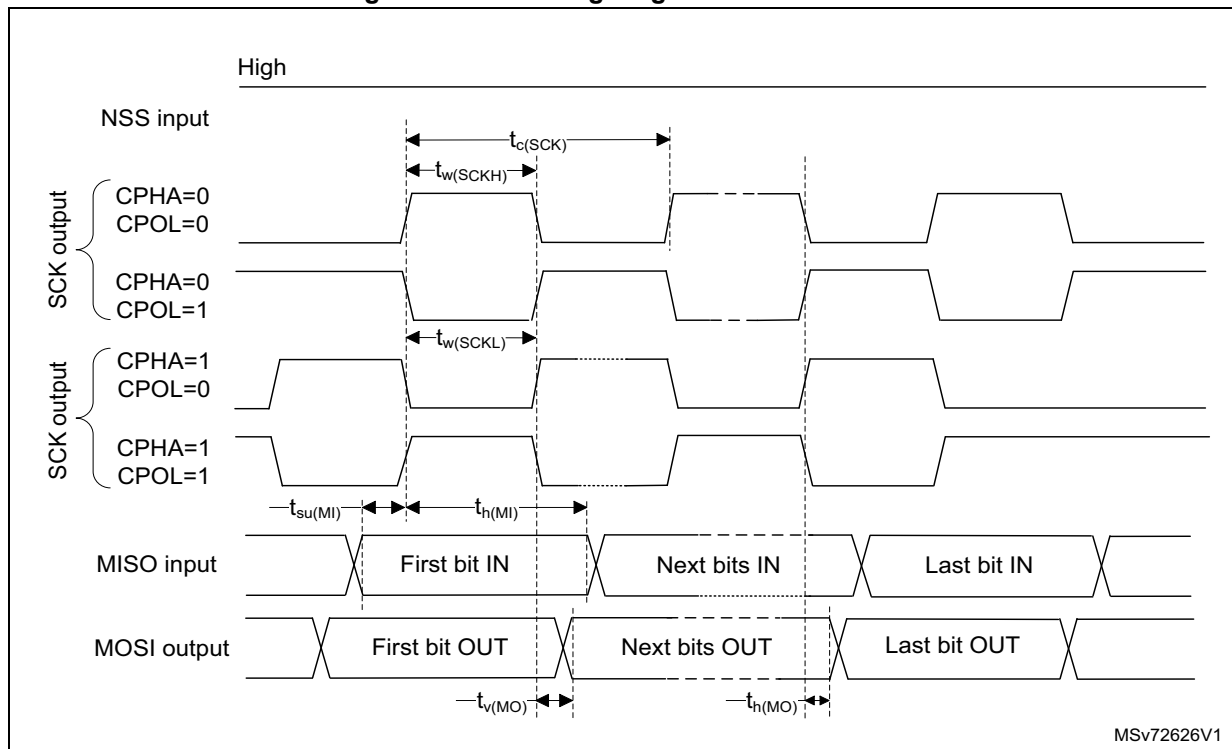 High
NSS input
tc(SCK)
tw(SCKH)
SCK output
CPHA=0
CPOL=0
CPHA=0
CPOL=1
tw(SCKL)
SCK output
CPHA=1
CPOL=0
CPHA=1
CPOL=1
tsu(MI)
th(MI)
MISO input
First bit IN
Next bits IN
Last bit IN
MOSI output
First bit OUT
Next bits OUT
Last bit OUT
tv(MO)
th(MO)
MSv72626V1